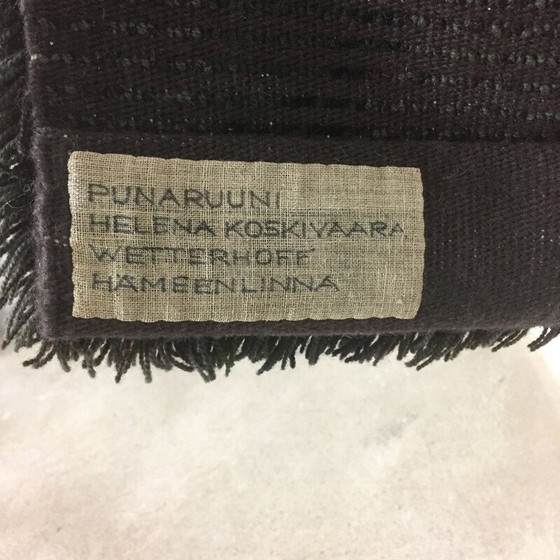 PUNARUUNI
HELENA KOSKIVAARA
WETTERHOFF
HÄMEENLINNA